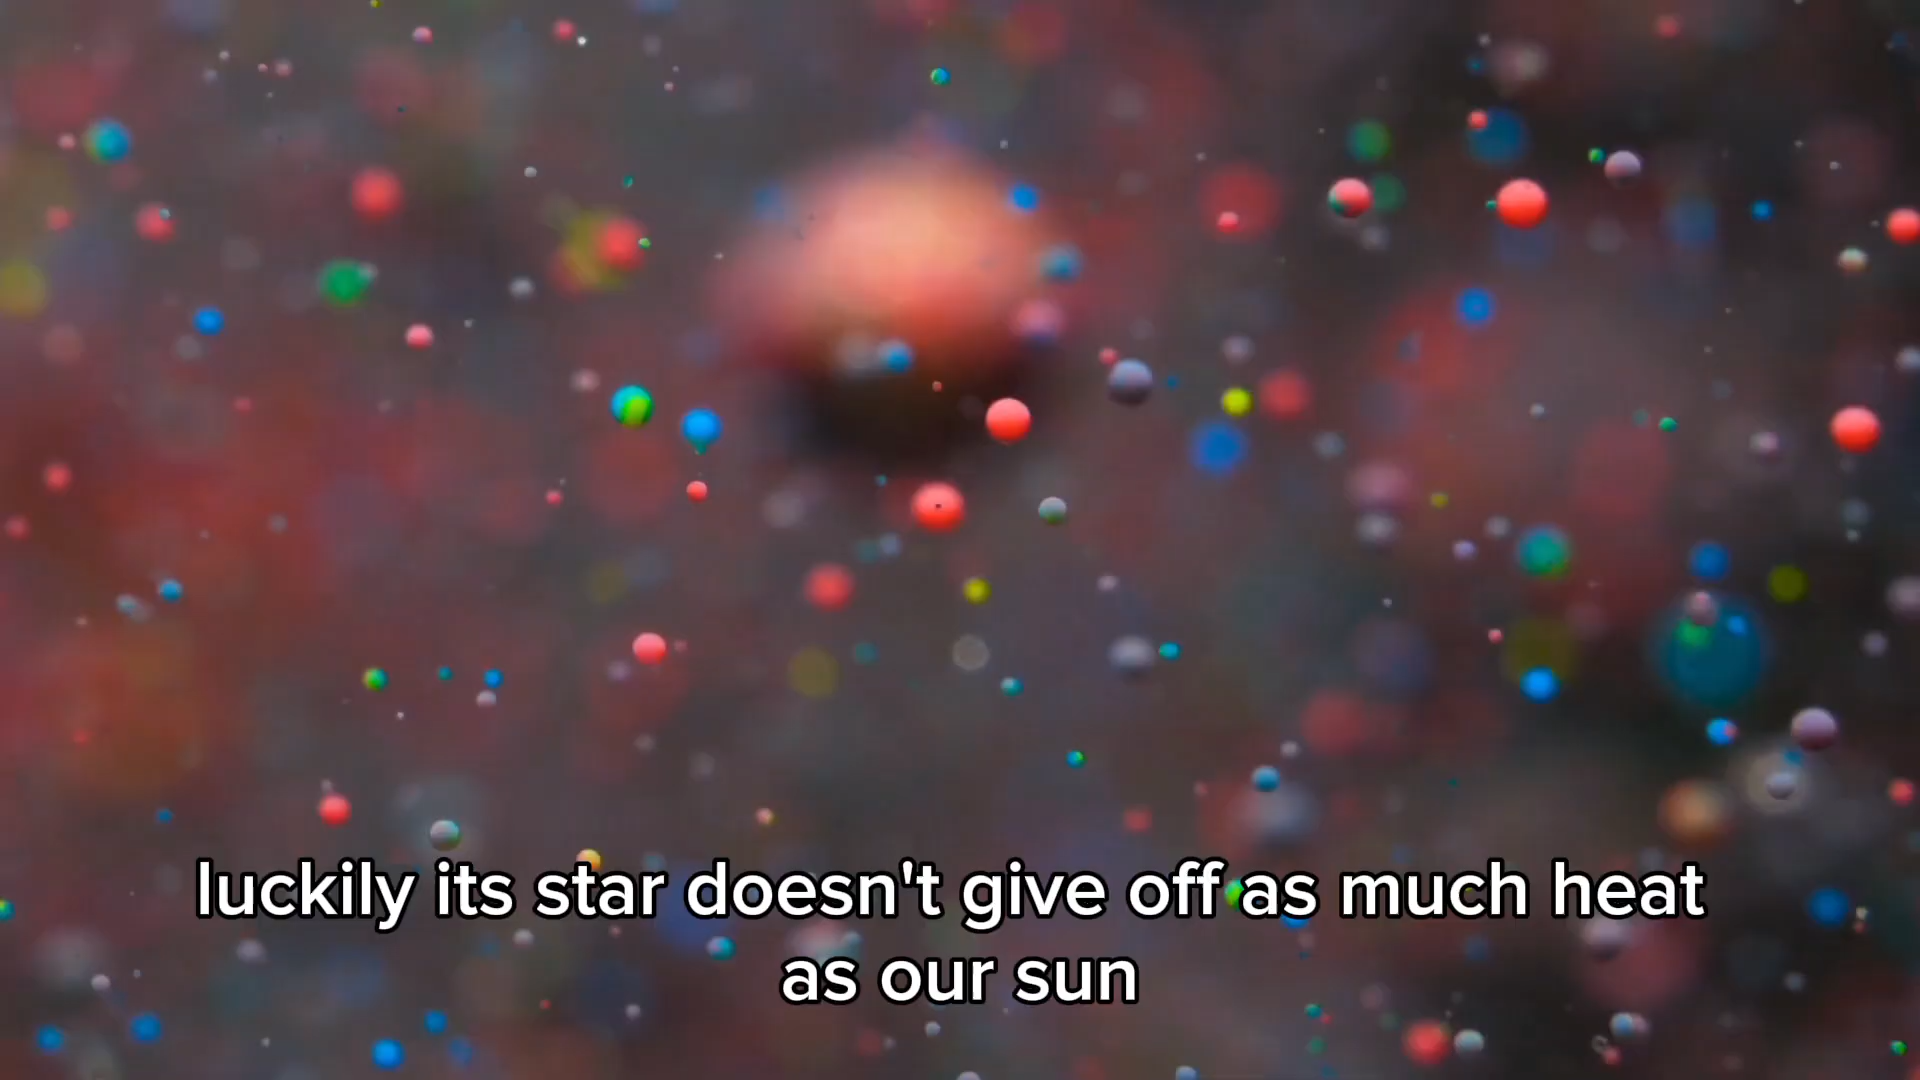 luckily its star doesn't give off as much heat
as our sun